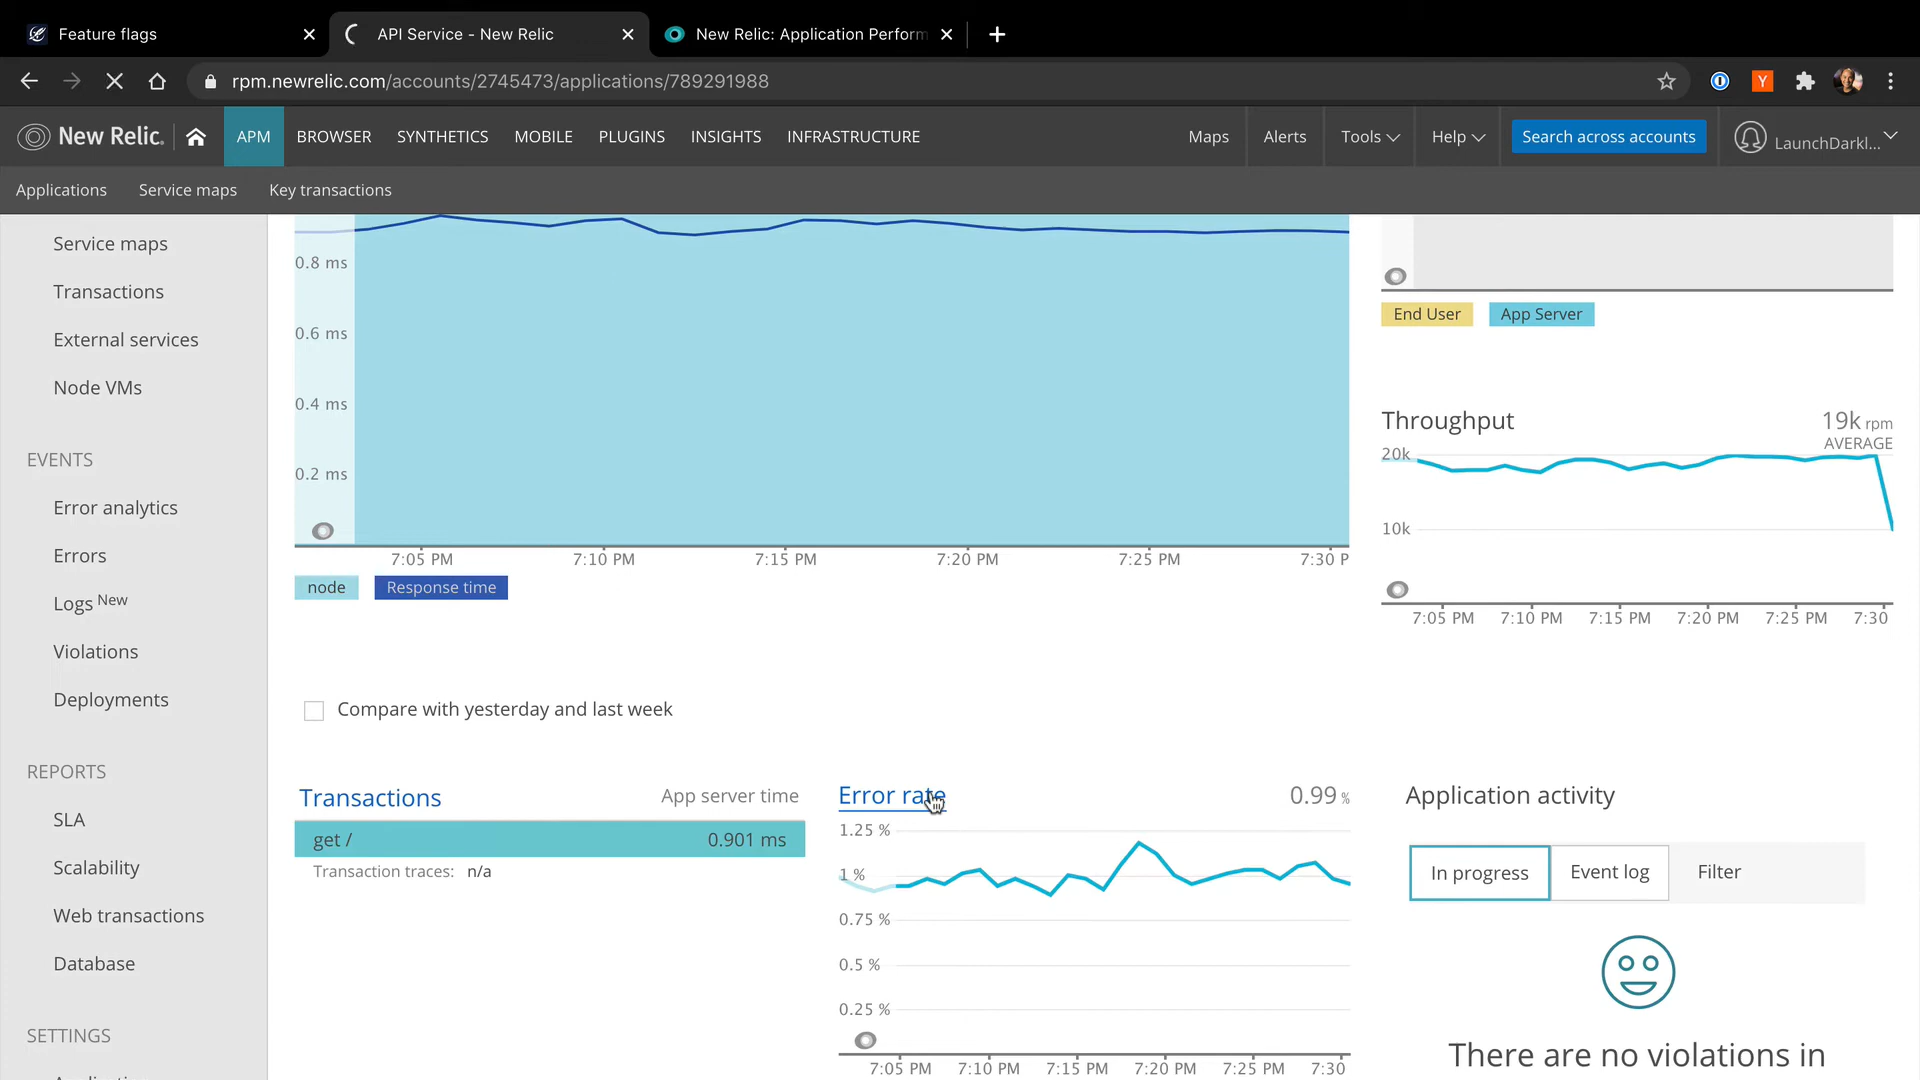 Feature flags
API Service - New Relic
New Relic: Application Perform
rpm.newrelic.com/accounts/2745473/applications/789291988
Y
New Relic.
APM
BROWSER
SYNTHETICS
MOBILE
PLUGINS
INSIGHTS
INFRASTRUCTURE
Maps
Alerts
Tools
Help
Search across accounts
LaunchDarkl...
Applications
Service maps
Key transactions
Service maps
Transactions
External services
Node VMs
EVENTS
Error analytics
Errors
Logs New
Violations
Deployments
REPORTS
SLA
Scalability
Web transactions
Database
SETTINGS
0.8 ms
0.6 ms
0.4 ms
0.2 ms
7:05 PM 7:10 PM 7:15 PM 7:20 PM 7:25 PM 7:30 P
node
Response time
End User
App Server
Throughput
19k rpm
AVERAGE
20k
10k
7:05 PM 7:10 PM 7:15 PM 7:20 PM 7:25 PM 7:30
Compare with yesterday and last week
Transactions
App server time
get /
0.901 ms
Transaction traces: n/a
Error rate
0.99 %
1.25 %
1 %
0.75 %
0.5 %
0.25 %
7:05 PM 7:10 PM 7:15 PM 7:20 PM 7:25 PM 7:30
Application activity
In progress
Event log
Filter
There are no violations in